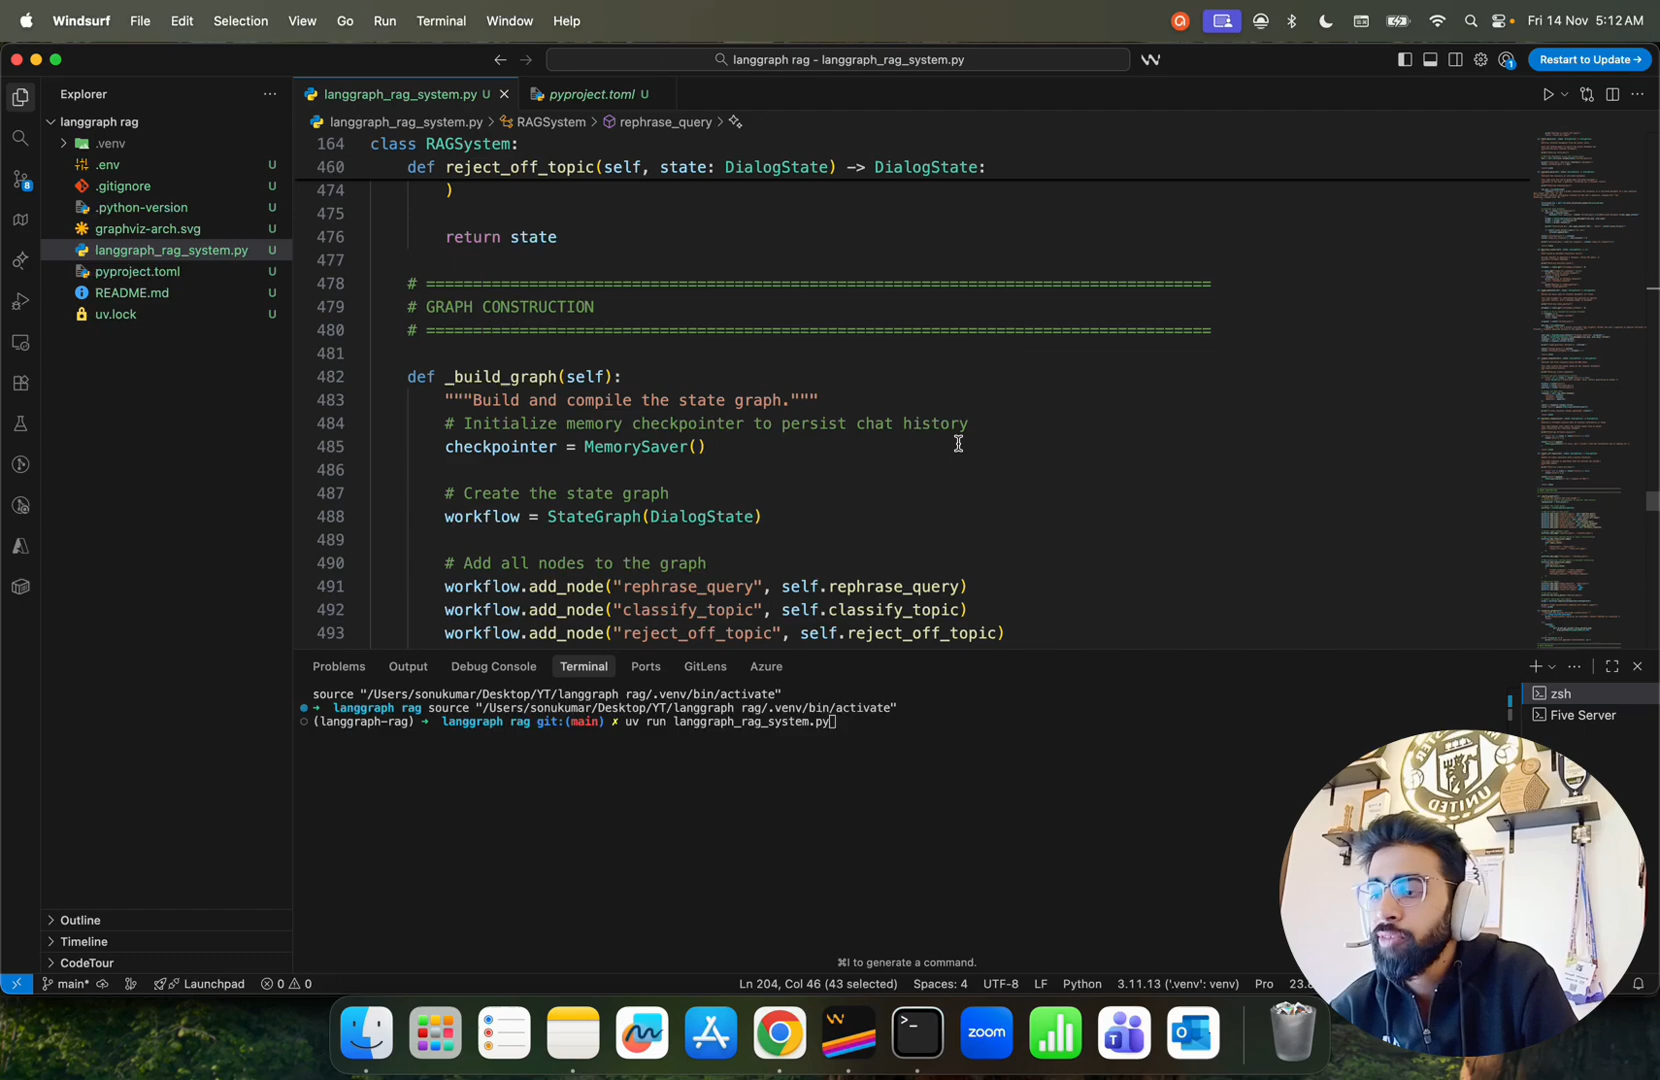 Windsurf File Edit Selection View Go Run Terminal Window Help
Fri 14 Nov 5:12 AM
langgraph rag - langgraph_rag_system.py
Restart to Update →
Explorer
langgraph_rag_system.py U
pyproject.toml U
langgraph rag
.venv
.env U
.gitignore U
.python-version U
graphviz-arch.svg U
langgraph_rag_system.py U
pyproject.toml U
README.md U
uv.lock U
8
langgraph_rag_system.py > RAGSystem > rephrase_query >
164 class RAGSystem:
460 def reject_off_topic(self, state: DialogState) -> DialogState:
474 )
475
476 return state
477
478 # ====================================================================================
479 # GRAPH CONSTRUCTION
480 # ====================================================================================
481
482 def _build_graph(self):
483 """Build and compile the state graph."""
484 # Initialize memory checkpointer to persist chat history
485 checkpointer = MemorySaver()
486
487 # Create the state graph
488 workflow = StateGraph(DialogState)
489
490 # Add all nodes to the graph
491 workflow.add_node("rephrase_query", self.rephrase_query)
492 workflow.add_node("classify_topic", self.classify_topic)
493 workflow.add_node("reject_off_topic", self.reject_off_topic)
Problems Output Debug Console Terminal Ports GitLens Azure
source "/Users/sonukumar/Desktop/YT/langgraph rag/.venv/bin/activate"
➜ langgraph rag source "/Users/sonukumar/Desktop/YT/langgraph rag/.venv/bin/activate"
(langgraph-rag) ➜ langgraph rag git:(main) ✗ uv run langgraph_rag_system.py
zsh
Five Server
⌘I to generate a command.
Outline
Timeline
CodeTour
main* Launchpad 0 0
Ln 204, Col 46 (43 selected) Spaces: 4 UTF-8 LF Python 3.11.13 ('.venv': venv) Pro
UNITED
zoom